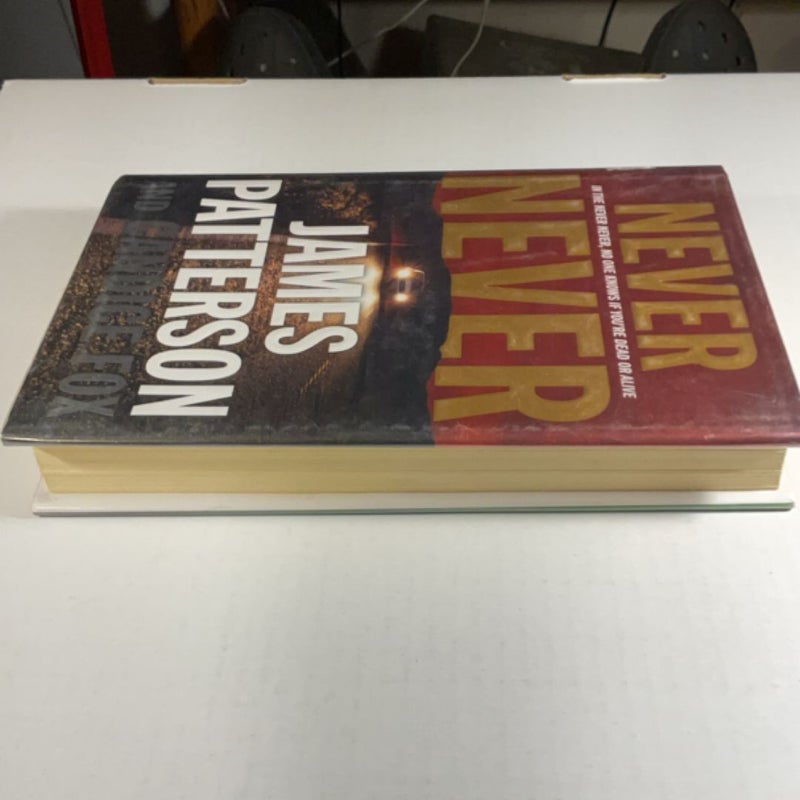 NEVER
IN THE NEVER NEVER, NO ONE KNOWS IF YOU'RE DEAD OR ALIVE
NEVER
JAMES
PATTERSON
AND CANDICE FOX